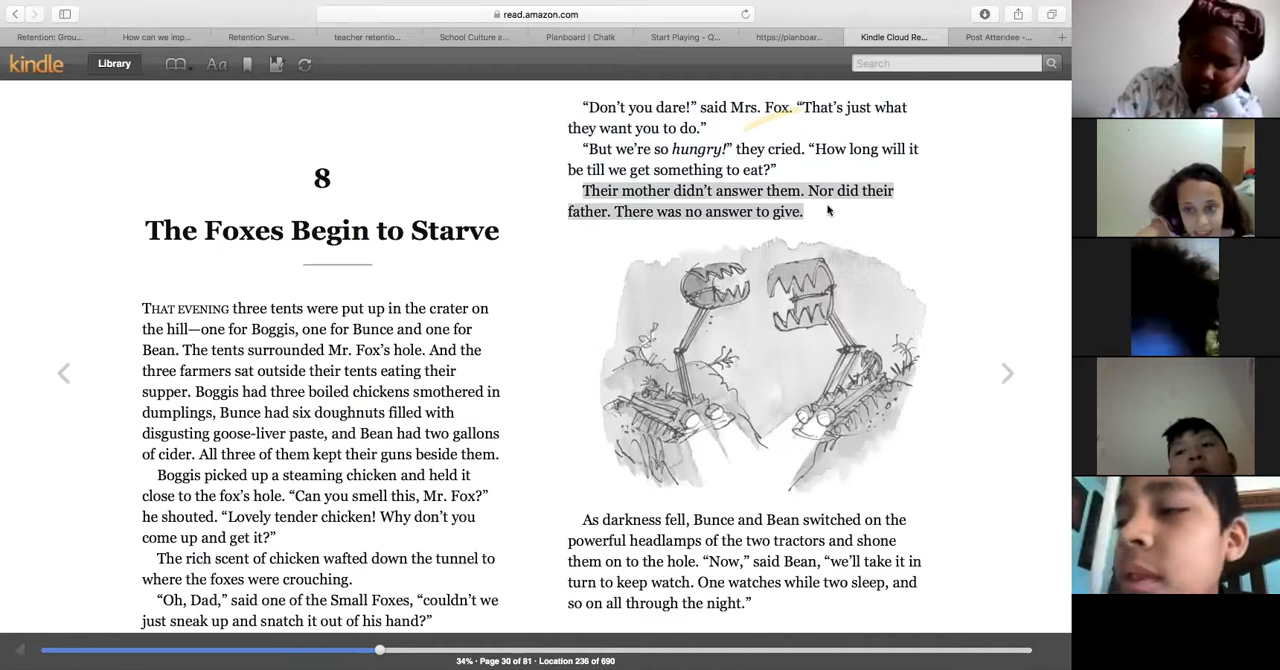 read.amazon.com
Retention: Grou...
How can we imp...
Retention Surve...
teacher retentio...
School Culture a...
Planboard | Chalk
Start Playing - Q...
https://planboar...
Kindle Cloud Re...
Post Attendee -...
kindle
Library
Aa
Search
8
The Foxes Begin to Starve
THAT EVENING three tents were put up in the crater on
the hill—one for Boggis, one for Bunce and one for
Bean. The tents surrounded Mr. Fox’s hole. And the
three farmers sat outside their tents eating their
supper. Boggis had three boiled chickens smothered in
dumplings, Bunce had six doughnuts filled with
disgusting goose-liver paste, and Bean had two gallons
of cider. All three of them kept their guns beside them.
Boggis picked up a steaming chicken and held it
close to the fox’s hole. “Can you smell this, Mr. Fox?”
he shouted. “Lovely tender chicken! Why don’t you
come up and get it?”
The rich scent of chicken wafted down the tunnel to
where the foxes were crouching.
“Oh, Dad,” said one of the Small Foxes, “couldn’t we
just sneak up and snatch it out of his hand?”
“Don’t you dare!” said Mrs. Fox. “That’s just what
they want you to do.”
“But we’re so hungry!” they cried. “How long will it
be till we get something to eat?”
Their mother didn’t answer them. Nor did their
father. There was no answer to give.
As darkness fell, Bunce and Bean switched on the
powerful headlamps of the two tractors and shone
them on to the hole. “Now,” said Bean, “we’ll take it in
turn to keep watch. One watches while two sleep, and
so on all through the night.”
34% · Page 30 of 81 · Location 236 of 690